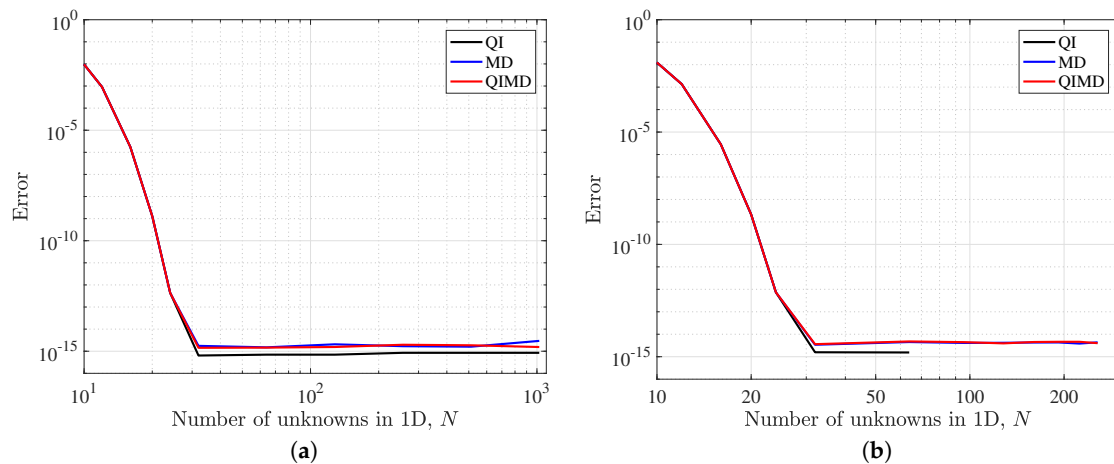 10^0
10^-5
10^-10
10^-15
Error
QI
MD
QIMD
10^1
10^2
10^3
Number of unknowns in 1D, N
(a)
10^0
10^-5
10^-10
10^-15
Error
QI
MD
QIMD
10
20
50
100
200
Number of unknowns in 1D, N
(b)